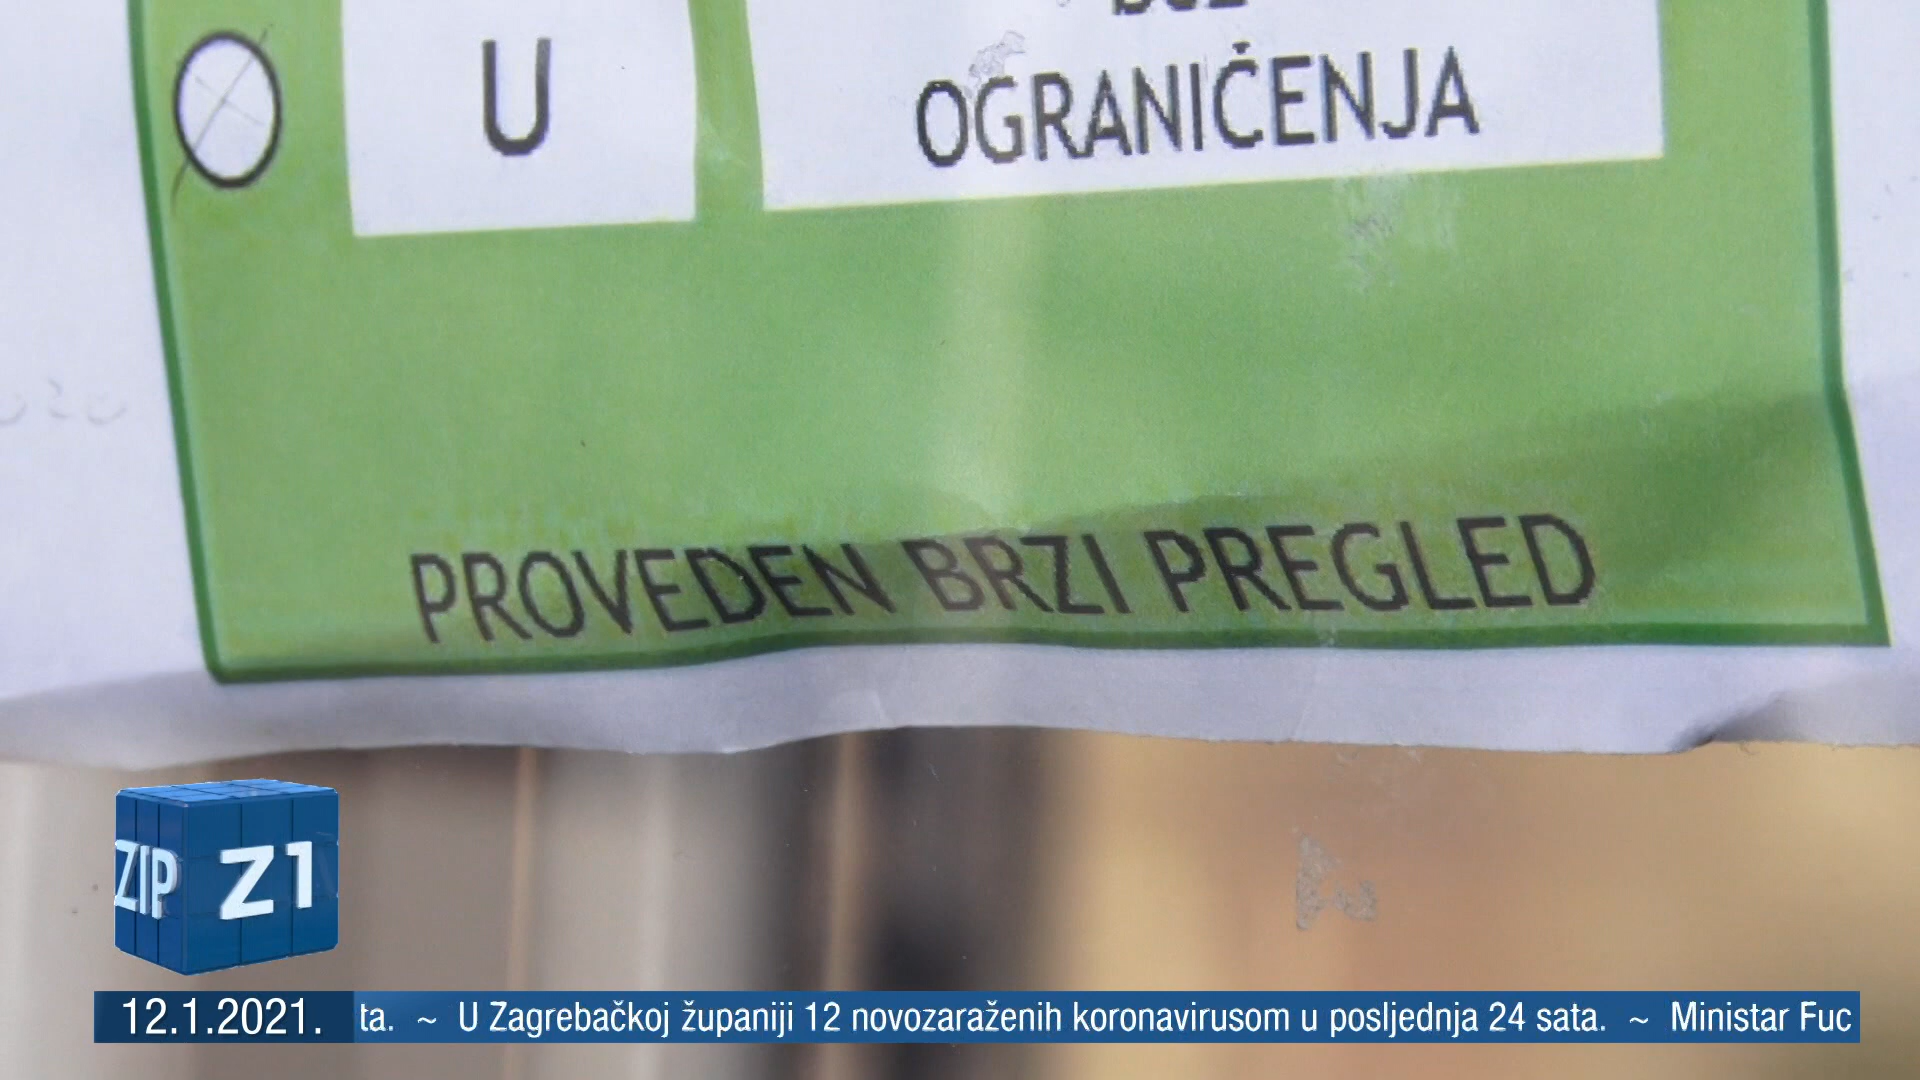 U
OGRANIČENJA
PROVEDEN BRZI PREGLED
ZIP Z1
12.1.2021. ta. ~ U Zagrebačkoj županiji 12 novozaraženih koronavirusom u posljednja 24 sata. ~ Ministar Fuc